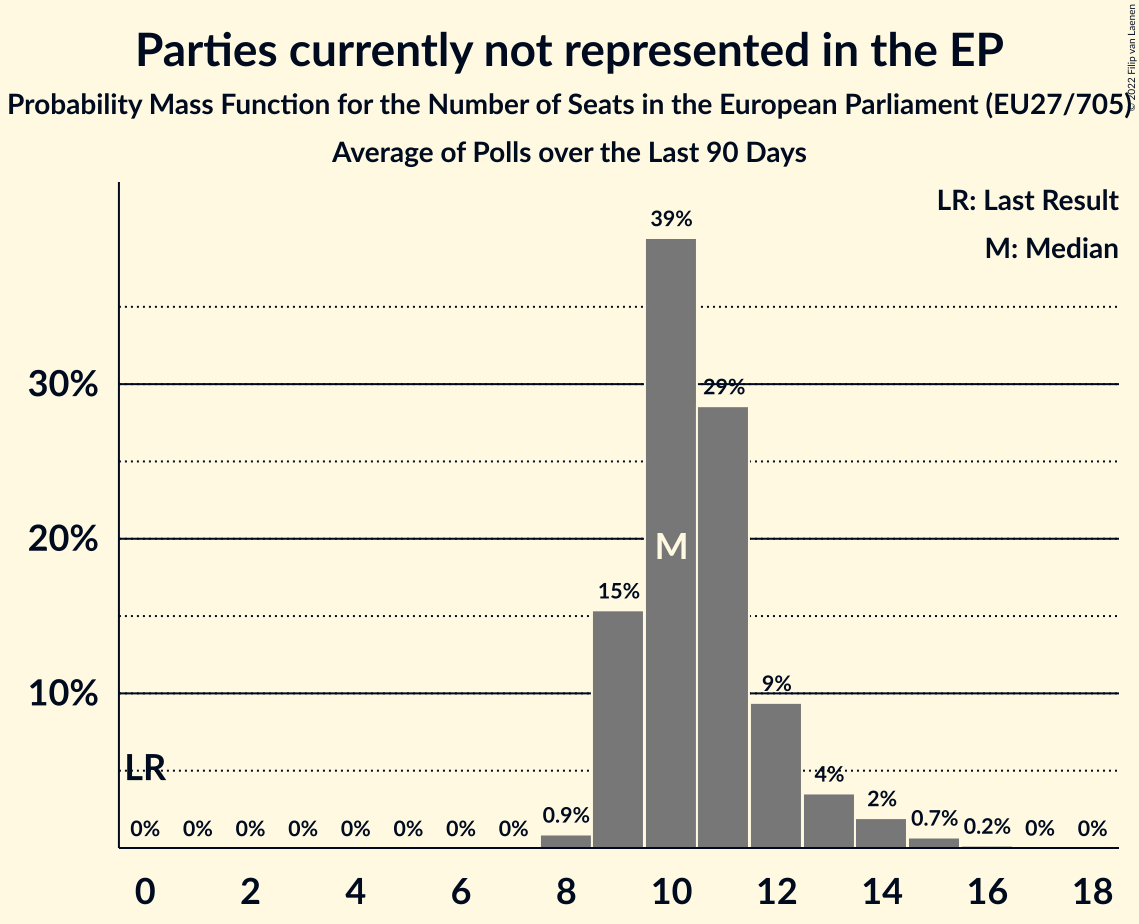 Parties currently not represented in the EP
Probability Mass Function for the Number of Seats in the European Parliament (EU27/705)
Average of Polls over the Last 90 Days
© 2022 Filip van Laenen
LR: Last Result
M: Median
30%
20%
10%
39%
29%
15%
9%
4%
2%
0.9%
0.7%
0.2%
M
LR
0% 0% 0% 0% 0% 0% 0% 0% 0% 0%
0 2 4 6 8 10 12 14 16 18